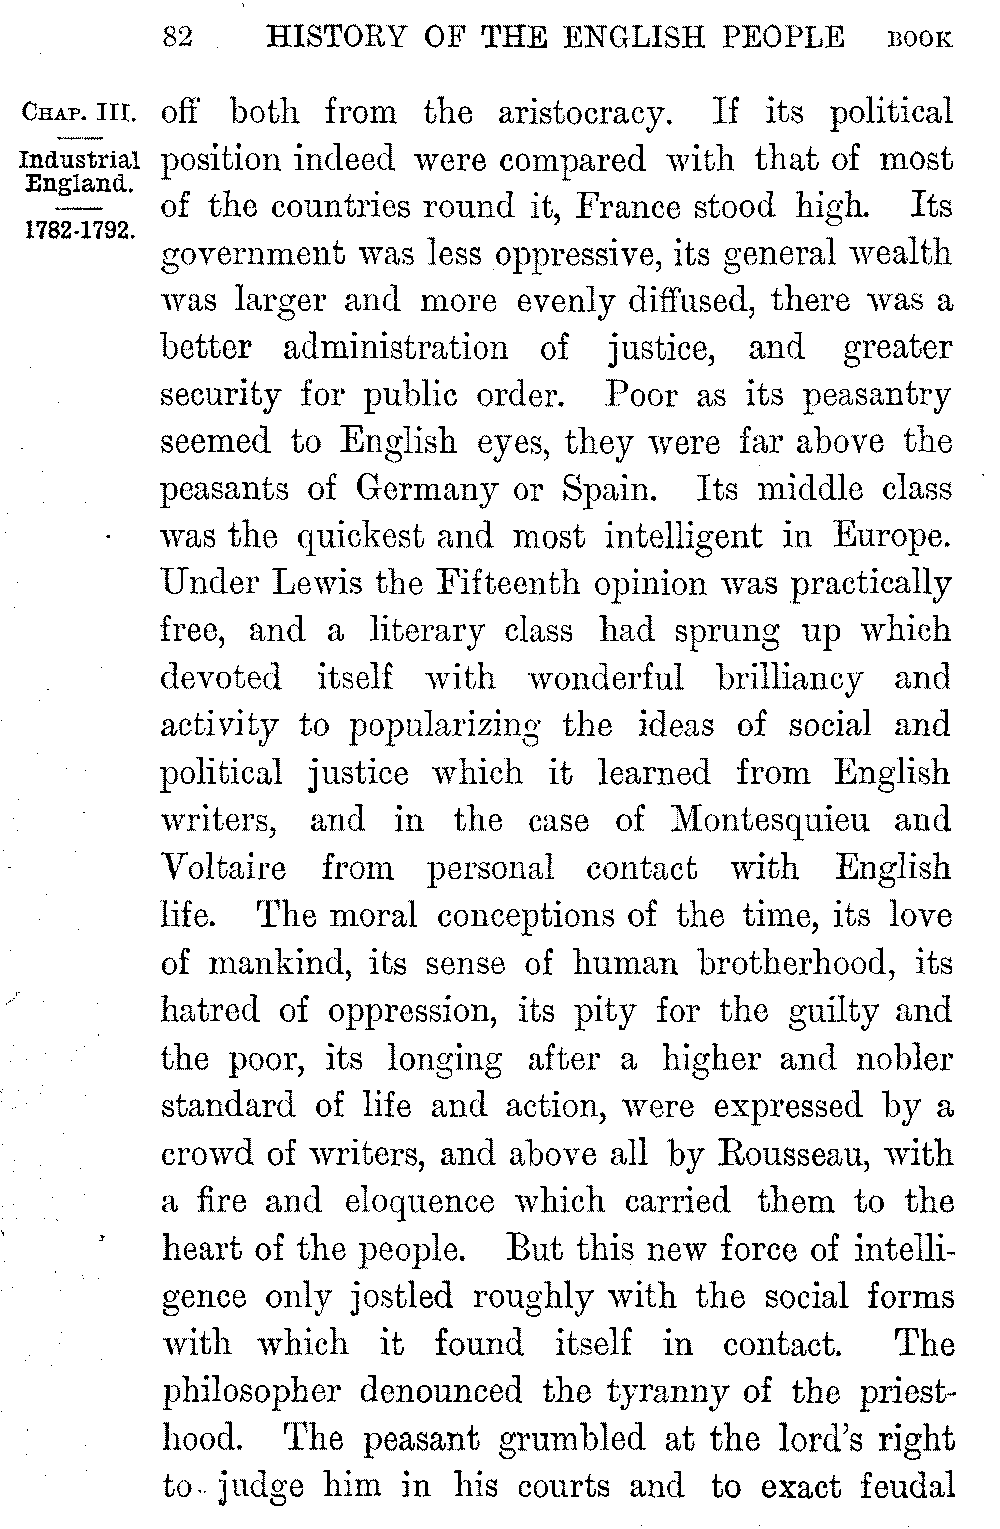 82 HISTORY OF THE ENGLISH PEOPLE BOOK
CHAP. III.
Industrial
England.
1782-1792.
off both from the aristocracy. If its political
position indeed were compared with that of most
of the countries round it, France stood high. Its
government was less oppressive, its general wealth
was larger and more evenly diffused, there was a
better administration of justice, and greater
security for public order. Poor as its peasantry
seemed to English eyes, they were far above the
peasants of Germany or Spain. Its middle class
was the quickest and most intelligent in Europe.
Under Lewis the Fifteenth opinion was practically
free, and a literary class had sprung up which
devoted itself with wonderful brilliancy and
activity to popularizing the ideas of social and
political justice which it learned from English
writers, and in the case of Montesquieu and
Voltaire from personal contact with English
life. The moral conceptions of the time, its love
of mankind, its sense of human brotherhood, its
hatred of oppression, its pity for the guilty and
the poor, its longing after a higher and nobler
standard of life and action, were expressed by a
crowd of writers, and above all by Rousseau, with
a fire and eloquence which carried them to the
heart of the people. But this new force of intelli-
gence only jostled roughly with the social forms
with which it found itself in contact. The
philosopher denounced the tyranny of the priest-
hood. The peasant grumbled at the lord's right
to judge him in his courts and to exact feudal